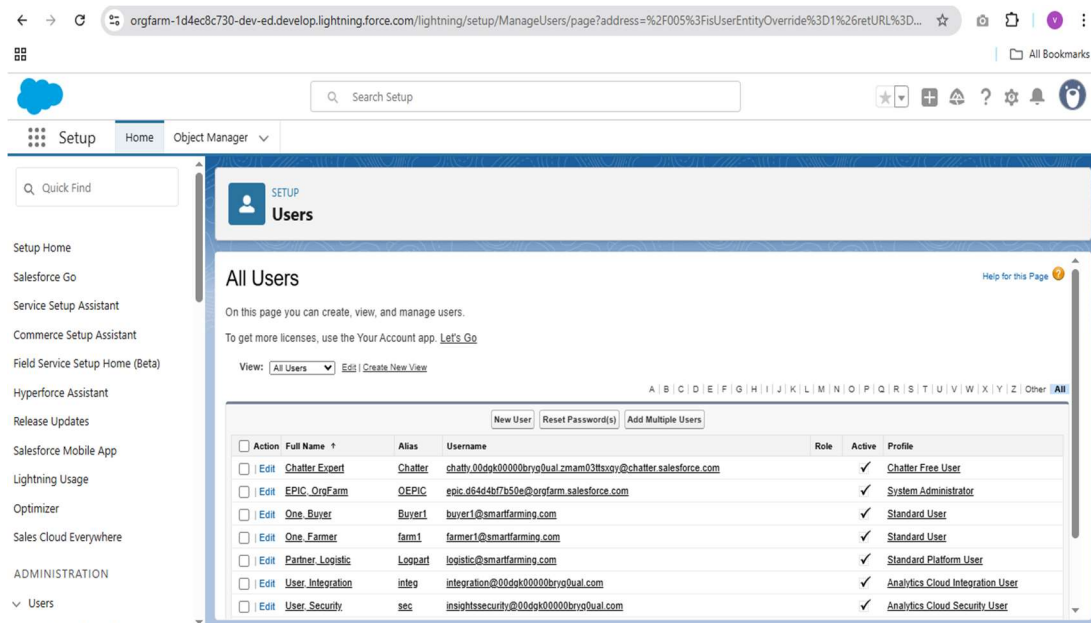 orgfarm-1d4ec8c730-dev-ed.develop.lightning.force.com/lightning/setup/ManageUsers/page?address=%2F005%3FisUserEntityOverride%3D1%26retURL%3D...
V
All Bookmarks
Search Setup
Setup Home Object Manager
Quick Find
SETUP
Users
Setup Home
Salesforce Go
Service Setup Assistant
Commerce Setup Assistant
Field Service Setup Home (Beta)
Hyperforce Assistant
Release Updates
Salesforce Mobile App
Lightning Usage
Optimizer
Sales Cloud Everywhere
ADMINISTRATION
Users
All Users
Help for this Page
On this page you can create, view, and manage users.
To get more licenses, use the Your Account app. Let's Go
View: All Users Edit | Create New View
A | B | C | D | E | F | G | H | I | J | K | L | M | N | O | P | Q | R | S | T | U | V | W | X | Y | Z | Other All
New User Reset Password(s) Add Multiple Users
Action Full Name ↑ Alias Username Role Active Profile
| Edit Chatter Expert Chatter chatty.00dgk00000bryq0ual.zmam03ttsxqy@chatter.salesforce.com ✓ Chatter Free User
| Edit EPIC, OrgFarm OEPIC epic.d64d4bf7b50e@orgfarm.salesforce.com ✓ System Administrator
| Edit One, Buyer Buyer1 buyer1@smartfarming.com ✓ Standard User
| Edit One, Farmer farm1 farmer1@smartfarming.com ✓ Standard User
| Edit Partner, Logistic Logpart logistic@smartfarming.com ✓ Standard Platform User
| Edit User, Integration integ integration@00dgk00000bryq0ual.com ✓ Analytics Cloud Integration User
| Edit User, Security sec insightssecurity@00dgk00000bryq0ual.com ✓ Analytics Cloud Security User